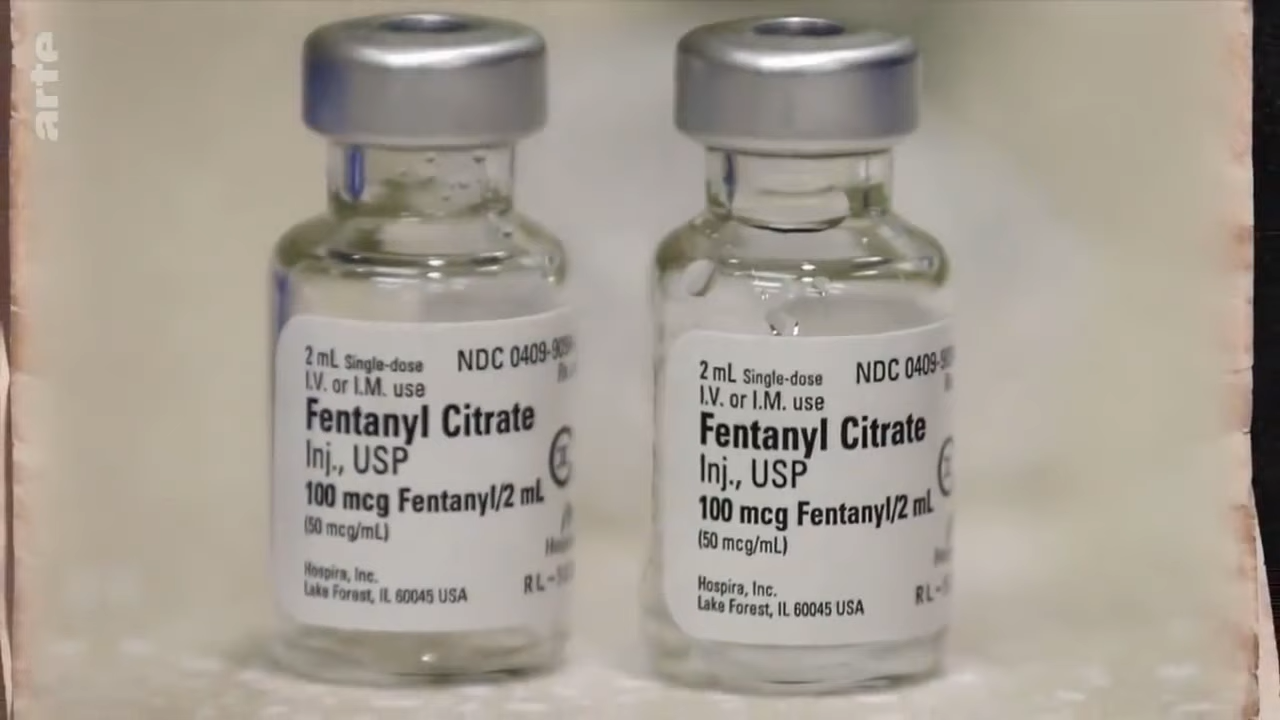 arte
2 mL Single-dose NDC 0409-
I.V. or I.M. use
Fentanyl Citrate
Inj., USP
100 mcg Fentanyl/2 mL
(50 mcg/mL)
Hospira, Inc.
Lake Forest, IL 60045 USA
RL-
2 mL Single-dose NDC 0409-
I.V. or I.M. use
Fentanyl Citrate
Inj., USP
100 mcg Fentanyl/2 mL
(50 mcg/mL)
Hospira, Inc.
Lake Forest, IL 60045 USA
RL-